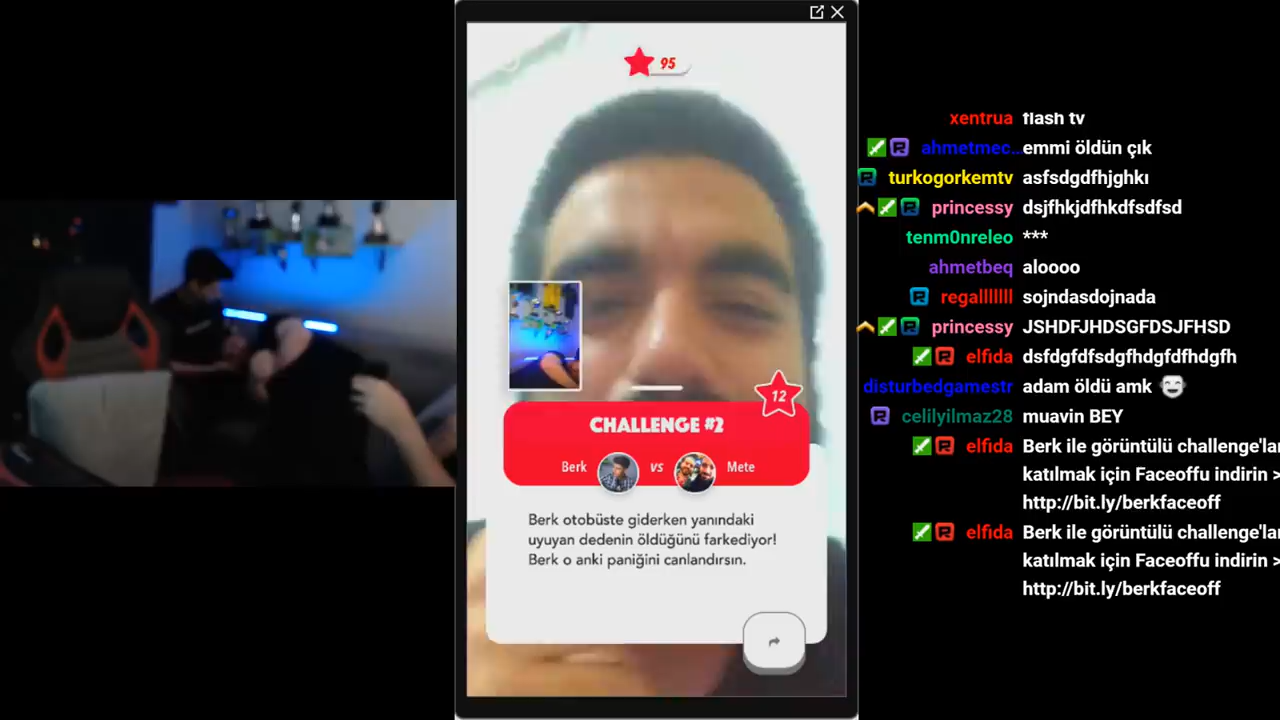 95
12
CHALLENGE #2
Berk vs Mete
Berk otobüste giderken yanındaki
uyuyan dedenin öldüğünü farkediyor!
Berk o anki paniğini canlandırsın.
xentrua flash tv
ahmetmec... emmi öldün çık
turkogorkemtv asfsdgdfhjghkı
princessy dsjfhkjdfhkdfsdfsd
tenm0nreleo ***
ahmetbeq aloooo
regalllllll sojndasdojnada
princessy JSHDFJHDSGFDSJFHSD
elfida dsfdgfdfsdgfhdgfdfhdgfh
disturbedgamestr adam öldü amk
celilyilmaz28 muavin BEY
elfida Berk ile görüntülü challenge'lar
katılmak için Faceoffu indirin >
http://bit.ly/berkfaceoff
elfida Berk ile görüntülü challenge'lar
katılmak için Faceoffu indirin >
http://bit.ly/berkfaceoff